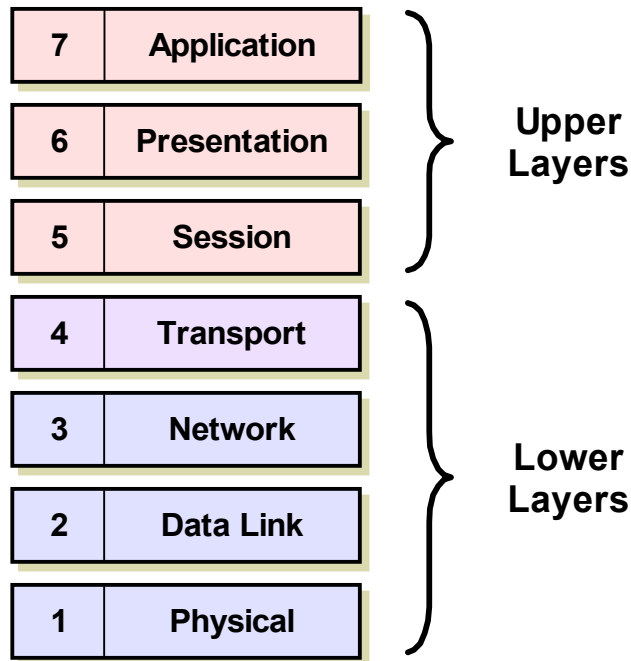 7 Application
6 Presentation
5 Session
4 Transport
3 Network
2 Data Link
1 Physical
Upper
Layers
Lower
Layers